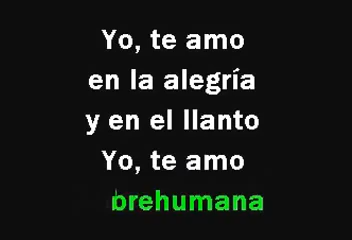 Yo, te amo
en la alegría
y en el llanto
Yo, te amo
brehumana